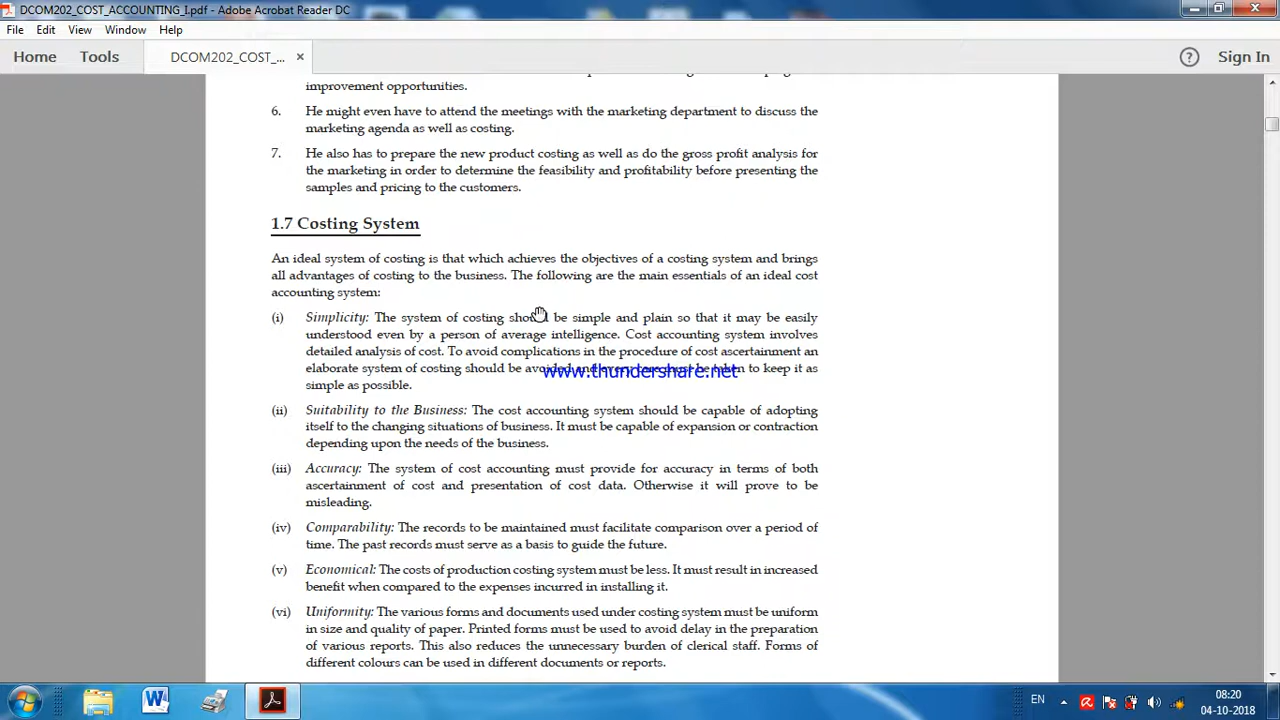 DCOM202_COST_ACCOUNTING_I.pdf - Adobe Acrobat Reader DC
File Edit View Window Help
Home Tools DCOM202_COST_... × Sign In
improvement opportunities.
6. He might even have to attend the meetings with the marketing department to discuss the
marketing agenda as well as costing.
7. He also has to prepare the new product costing as well as do the gross profit analysis for
the marketing in order to determine the feasibility and profitability before presenting the
samples and pricing to the customers.
1.7 Costing System
An ideal system of costing is that which achieves the objectives of a costing system and brings
all advantages of costing to the business. The following are the main essentials of an ideal cost
accounting system:
(i) Simplicity: The system of costing should be simple and plain so that it may be easily
understood even by a person of average intelligence. Cost accounting system involves
detailed analysis of cost. To avoid complications in the procedure of cost ascertainment an
elaborate system of costing should be avoided and every care must be taken to keep it as
www.thundershare.net
simple as possible.
(ii) Suitability to the Business: The cost accounting system should be capable of adopting
itself to the changing situations of business. It must be capable of expansion or contraction
depending upon the needs of the business.
(iii) Accuracy: The system of cost accounting must provide for accuracy in terms of both
ascertainment of cost and presentation of cost data. Otherwise it will prove to be
misleading.
(iv) Comparability: The records to be maintained must facilitate comparison over a period of
time. The past records must serve as a basis to guide the future.
(v) Economical: The costs of production costing system must be less. It must result in increased
benefit when compared to the expenses incurred in installing it.
(vi) Uniformity: The various forms and documents used under costing system must be uniform
in size and quality of paper. Printed forms must be used to avoid delay in the preparation
of various reports. This also reduces the unnecessary burden of clerical staff. Forms of
different colours can be used in different documents or reports.
EN 08:20
04-10-2018